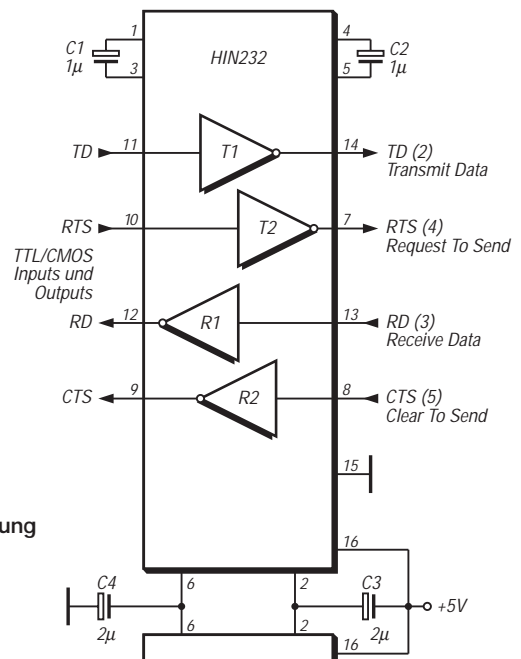 1
4
C1
1µ
HIN232
C2
1µ
3
5
TD
11
T1
14
TD (2)
Transmit Data
RTS
10
T2
7
RTS (4)
Request To Send
TTL/CMOS
Inputs und
Outputs
RD
12
R1
13
RD (3)
Receive Data
CTS
9
R2
8
CTS (5)
Clear To Send
15
ung
16
C4
2µ
6
2
C3
2µ
+5V
6
2
16